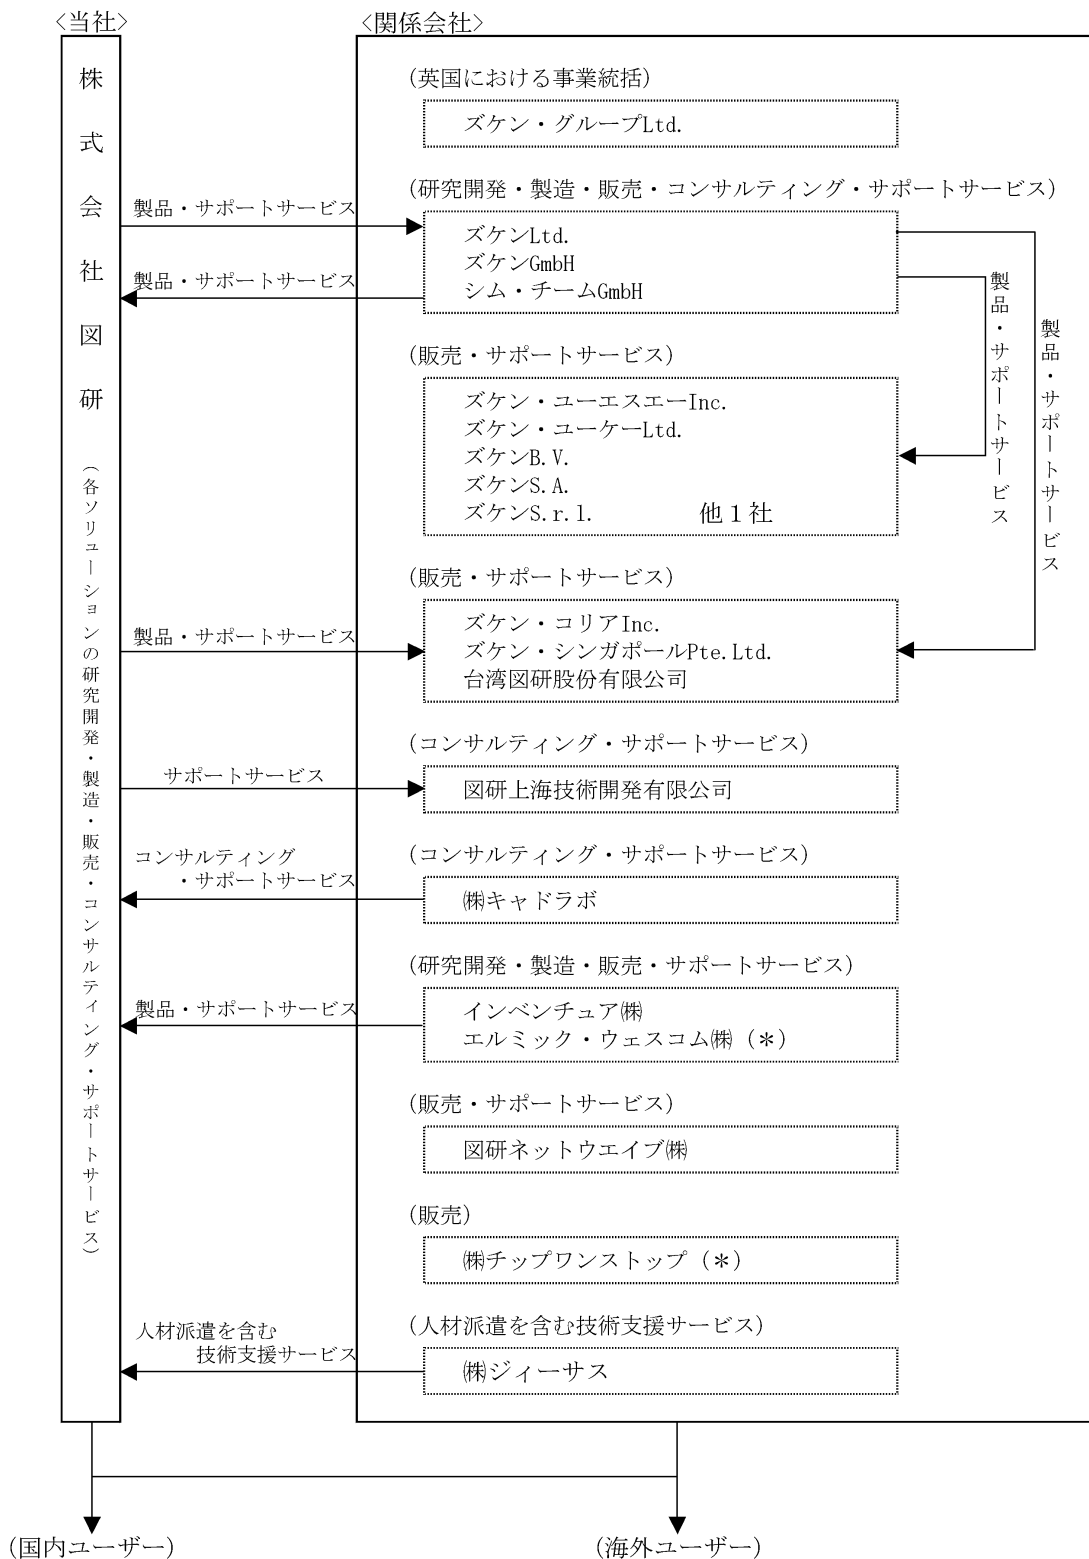 <当社>
株式会社図研
(各ソリューションの研究開発・製造・販売・コンサルティング・サポートサービス)
<関係会社>
(英国における事業統括)
ズケン・グループLtd.
(研究開発・製造・販売・コンサルティング・サポートサービス)
製品・サポートサービス
ズケンLtd.
ズケンGmbH
製品・サポートサービス
シム・チームGmbH
製品・サポートサービス
製品・サポートサービス
(販売・サポートサービス)
ズケン・ユーエスエーInc.
ズケン・ユーケーLtd.
ズケンB.V.
ズケンS.A.
ズケンS.r.l. 他1社
(販売・サポートサービス)
製品・サポートサービス
ズケン・コリアInc.
ズケン・シンガポールPte.Ltd.
台湾図研股份有限公司
(コンサルティング・サポートサービス)
サポートサービス
図研上海技術開発有限公司
(コンサルティング・サポートサービス)
コンサルティング
・サポートサービス
㈱キャドラボ
(研究開発・製造・販売・サポートサービス)
製品・サポートサービス
インベンチュア㈱
エルミック・ウェスコム㈱(*)
(販売・サポートサービス)
図研ネットウエイブ㈱
(販売)
㈱チップワンストップ(*)
(人材派遣を含む技術支援サービス)
人材派遣を含む
技術支援サービス
㈱ジィーサス
(国内ユーザー)
(海外ユーザー)